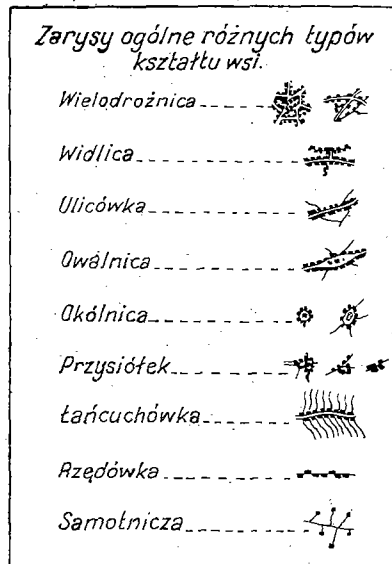 Zarysy ogólne różnych typów
kształtu wsi.
Wielodrożnica
Widlica
Ulicówka
Owalnica
Okólnica
Przysiółek
Łańcuchówka
Rzędówka
Samotnicza